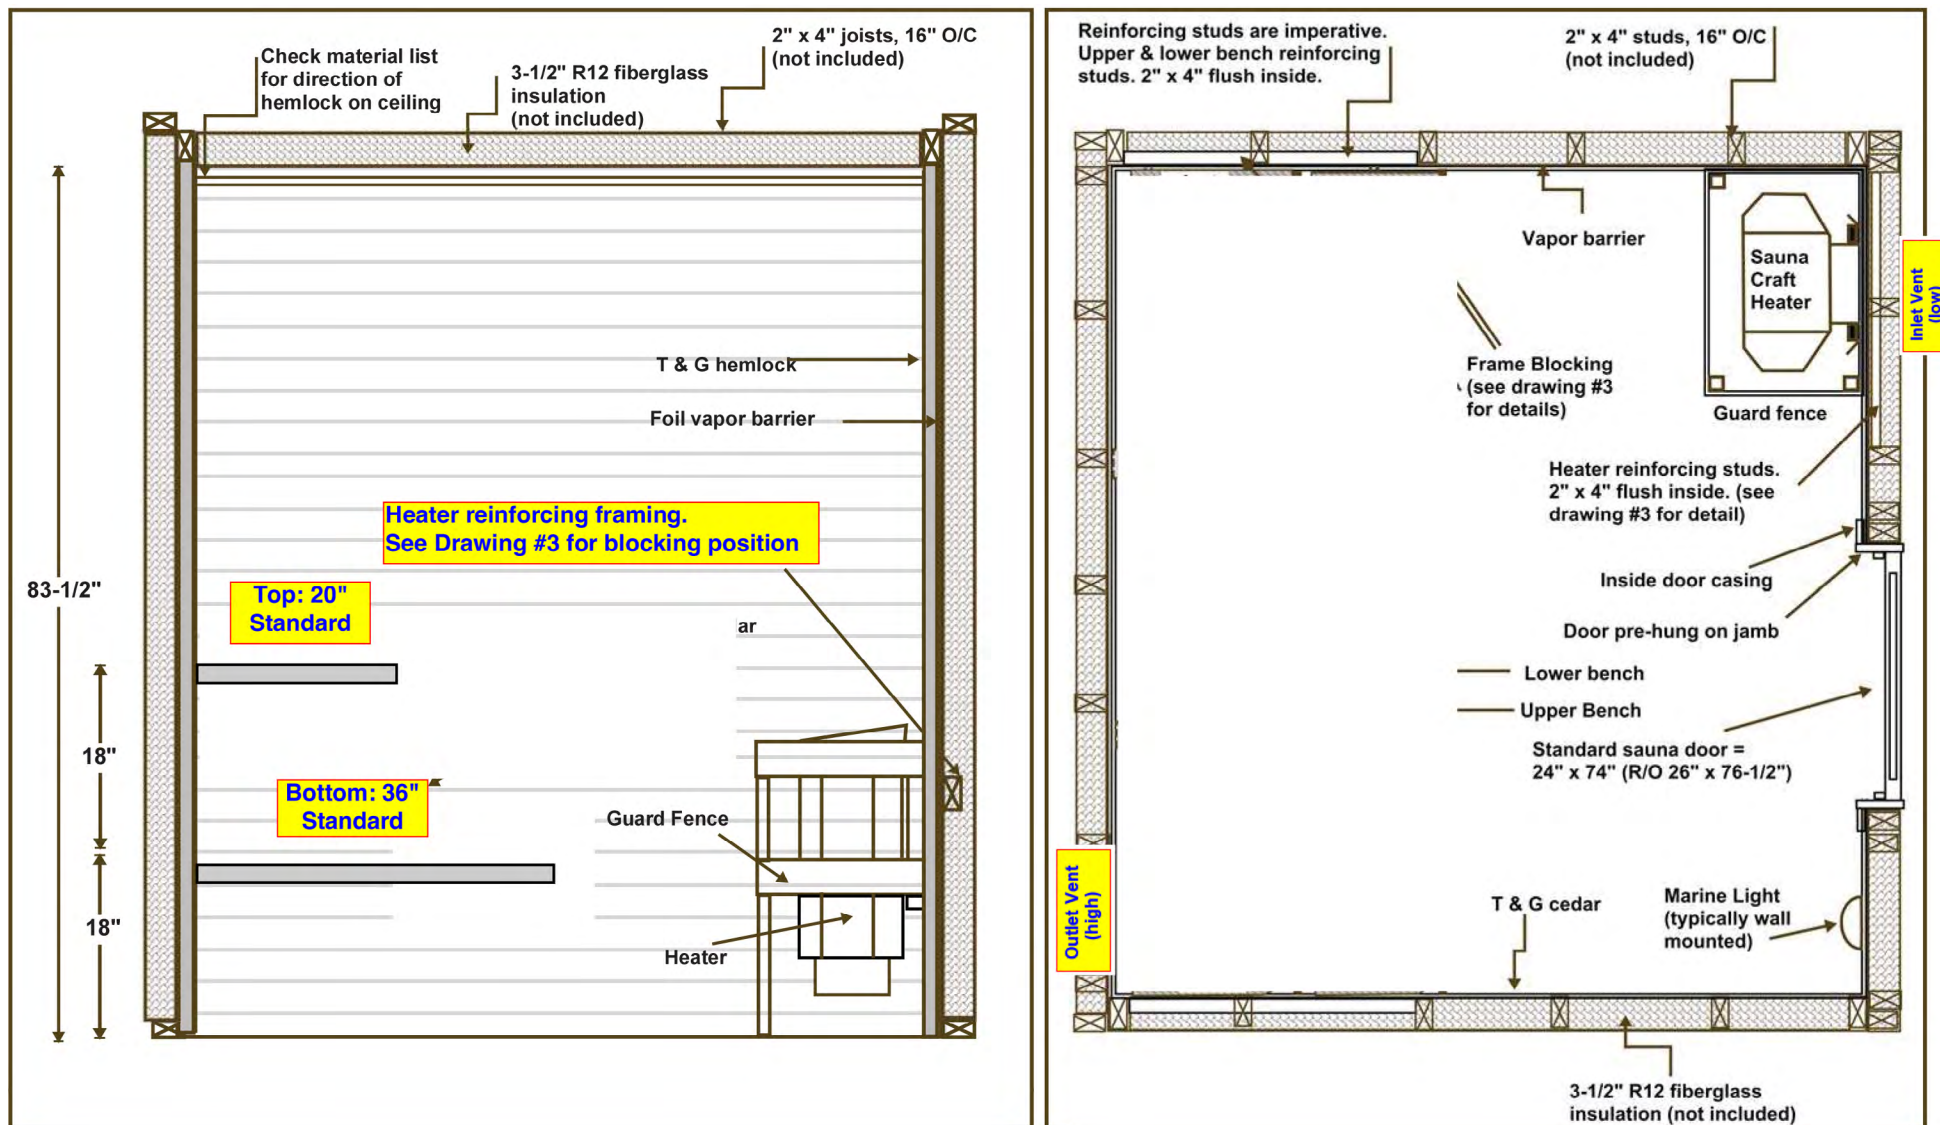 Check material list
for direction of
hemlock on ceiling
3-1/2" R12 fiberglass
insulation
(not included)
2" x 4" joists, 16" O/C
(not included)
T & G hemlock
Foil vapor barrier
Heater reinforcing framing.
See Drawing #3 for blocking position
83-1/2"
Top: 20"
Standard
ar
18"
Bottom: 36"
Standard
Guard Fence
18"
Heater
Reinforcing studs are imperative.
Upper & lower bench reinforcing
studs. 2" x 4" flush inside.
2" x 4" studs, 16" O/C
(not included)
Vapor barrier
Sauna
Craft
Heater
Inlet Vent
(low)
Frame Blocking
(see drawing #3
for details)
Guard fence
Heater reinforcing studs.
2" x 4" flush inside. (see
drawing #3 for detail)
Inside door casing
Door pre-hung on jamb
Lower bench
Upper Bench
Standard sauna door =
24" x 74" (R/O 26" x 76-1/2")
Outlet Vent
(high)
T & G cedar
Marine Light
(typically wall
mounted)
3-1/2" R12 fiberglass
insulation (not included)